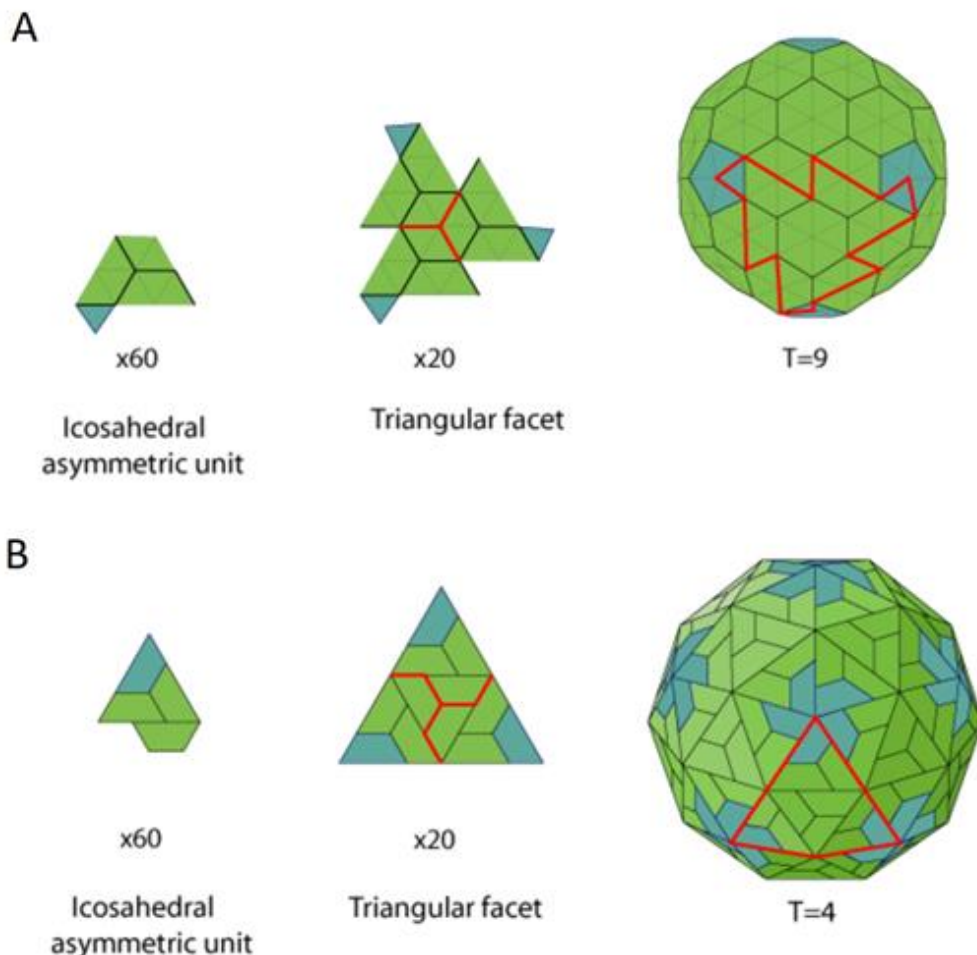 A
x60
x20
T=9
Icosahedral
asymmetric unit
Triangular facet
B
x60
x20
T=4
Icosahedral
asymmetric unit
Triangular facet